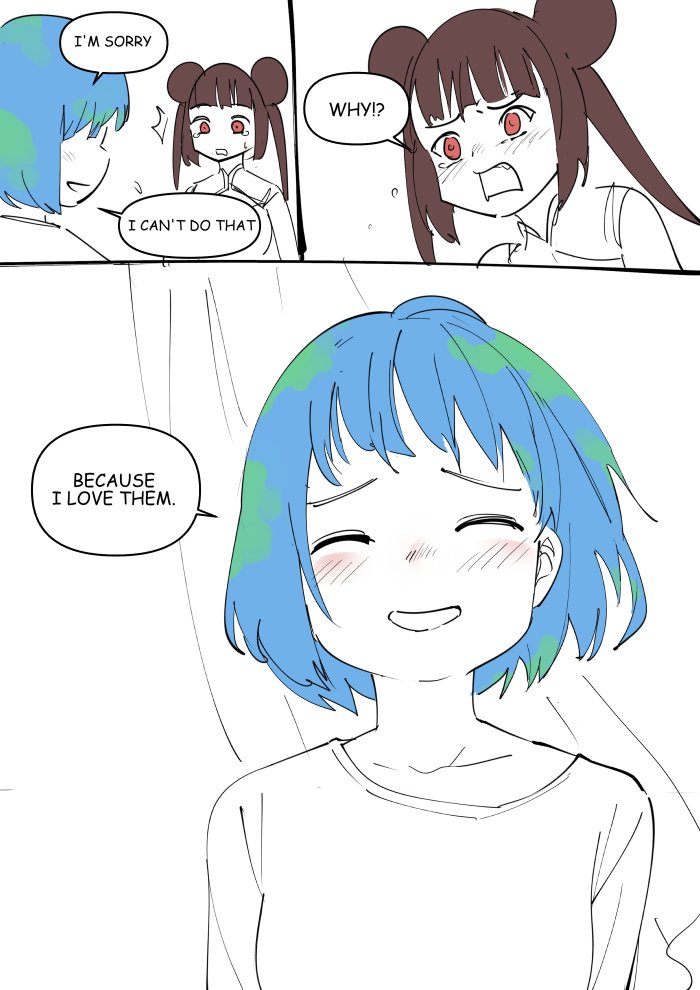 I'M SORRY
I CAN'T DO THAT
WHY!?
BECAUSE
I LOVE THEM.